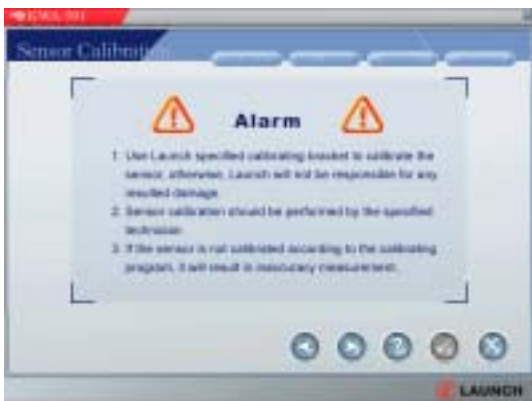 Sensor Calibration
Alarm
1. Use Launch specified calibrating bracket to calibrate the
sensor, otherwise, Launch will not be responsible for any
resulted damage.
2. Sensor calibration should be performed by the specified
technician.
3. If the sensor is not calibrated according to the calibrating
program, it will result in inaccuracy measurement.
LAUNCH